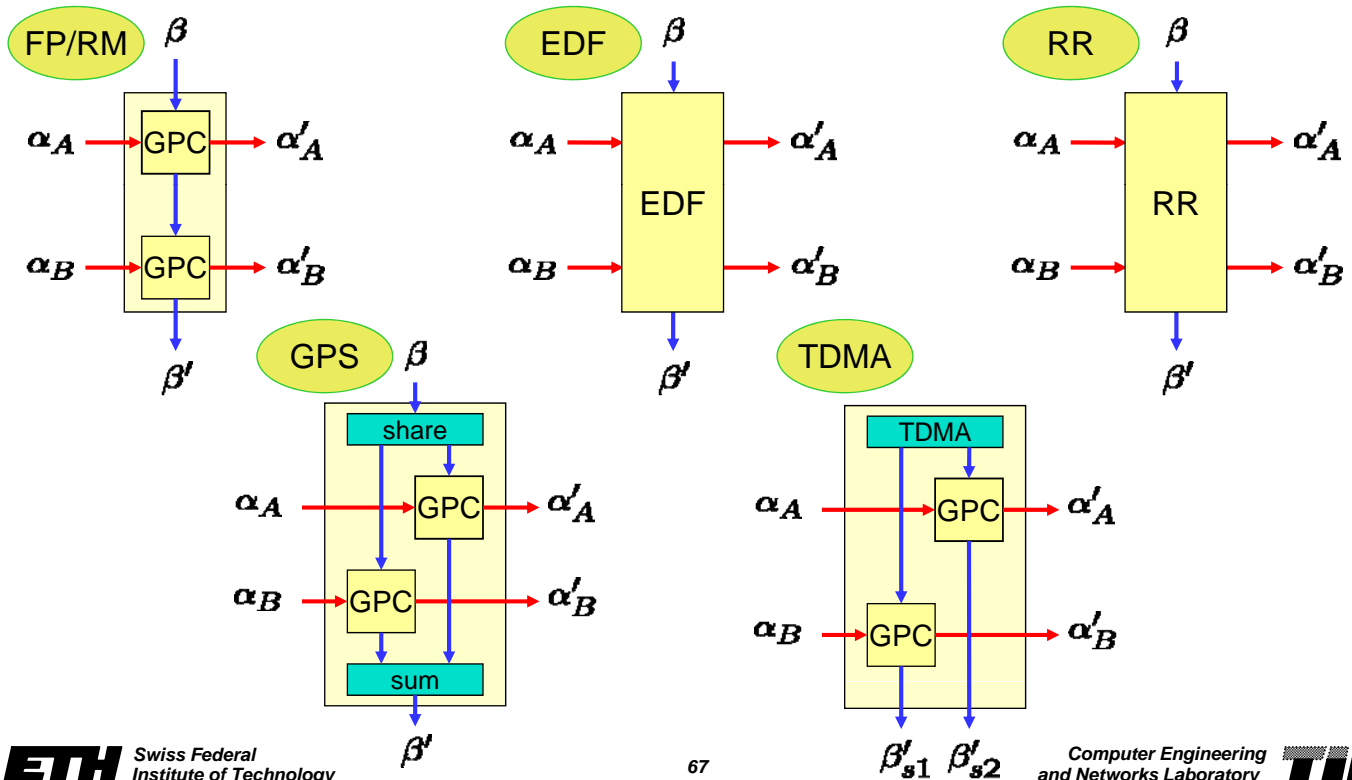 FP/RM
β
α_A
GPC
α′_A
α_B
GPC
α′_B
β′
EDF
β
α_A
α′_A
EDF
α_B
α′_B
β′
RR
β
α_A
α′_A
RR
α_B
α′_B
β′
GPS
β
share
α_A
GPC
α′_A
α_B
GPC
α′_B
sum
β′
TDMA
TDMA
α_A
GPC
α′_A
α_B
GPC
α′_B
β′_s1 β′_s2
ETH
Swiss Federal
Institute of Technology
67
Computer Engineering
and Networks Laboratory